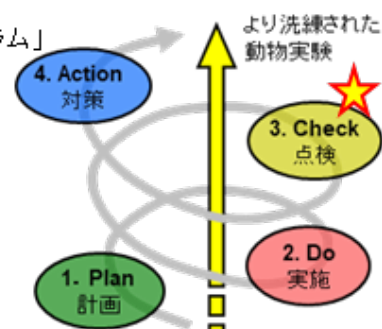 ラム」
より洗練された
動物実験
4. Action
対策
3. Check
点検
2. Do
実施
1. Plan
計画